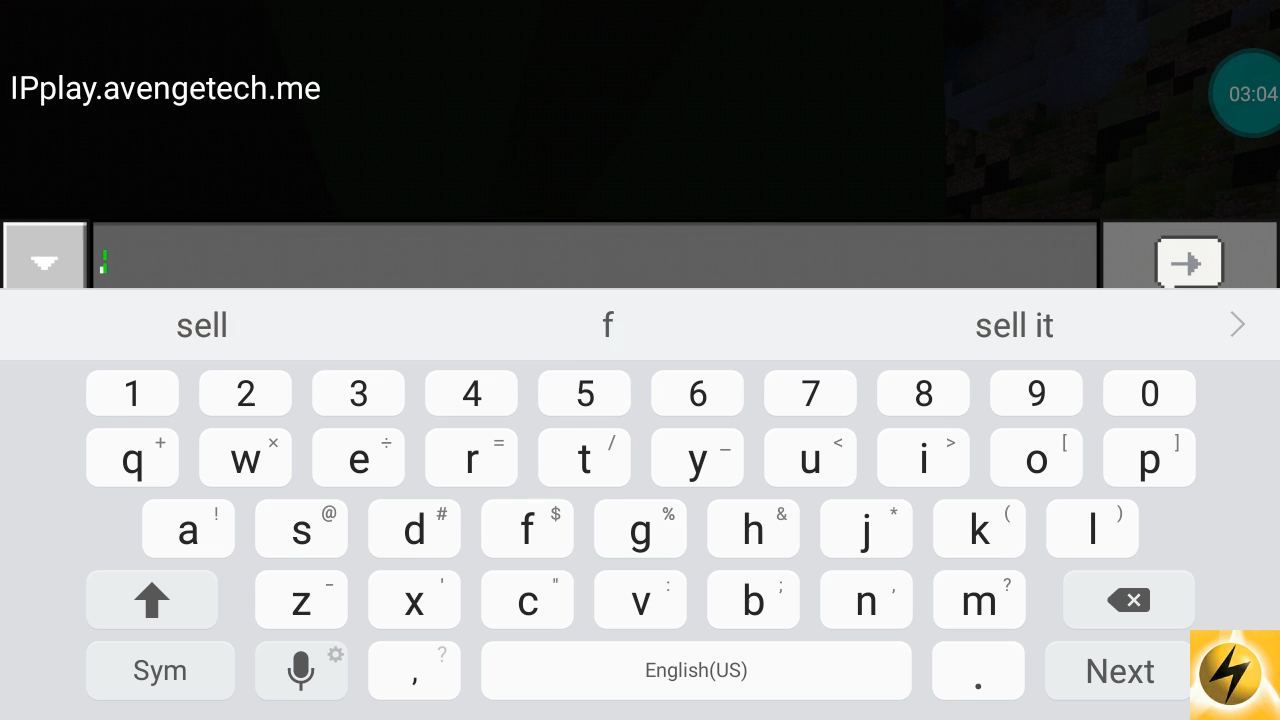 IPplay.avengetech.me
03:04
sell f sell it
1 2 3 4 5 6 7 8 9 0
q + w × e ÷ r = t / y – u < i > o [ p ]
a ! s @ d # f $ g % h & j * k ( l )
z - x ' c " v : b ; n , m ?
Sym , ? English(US) . Next